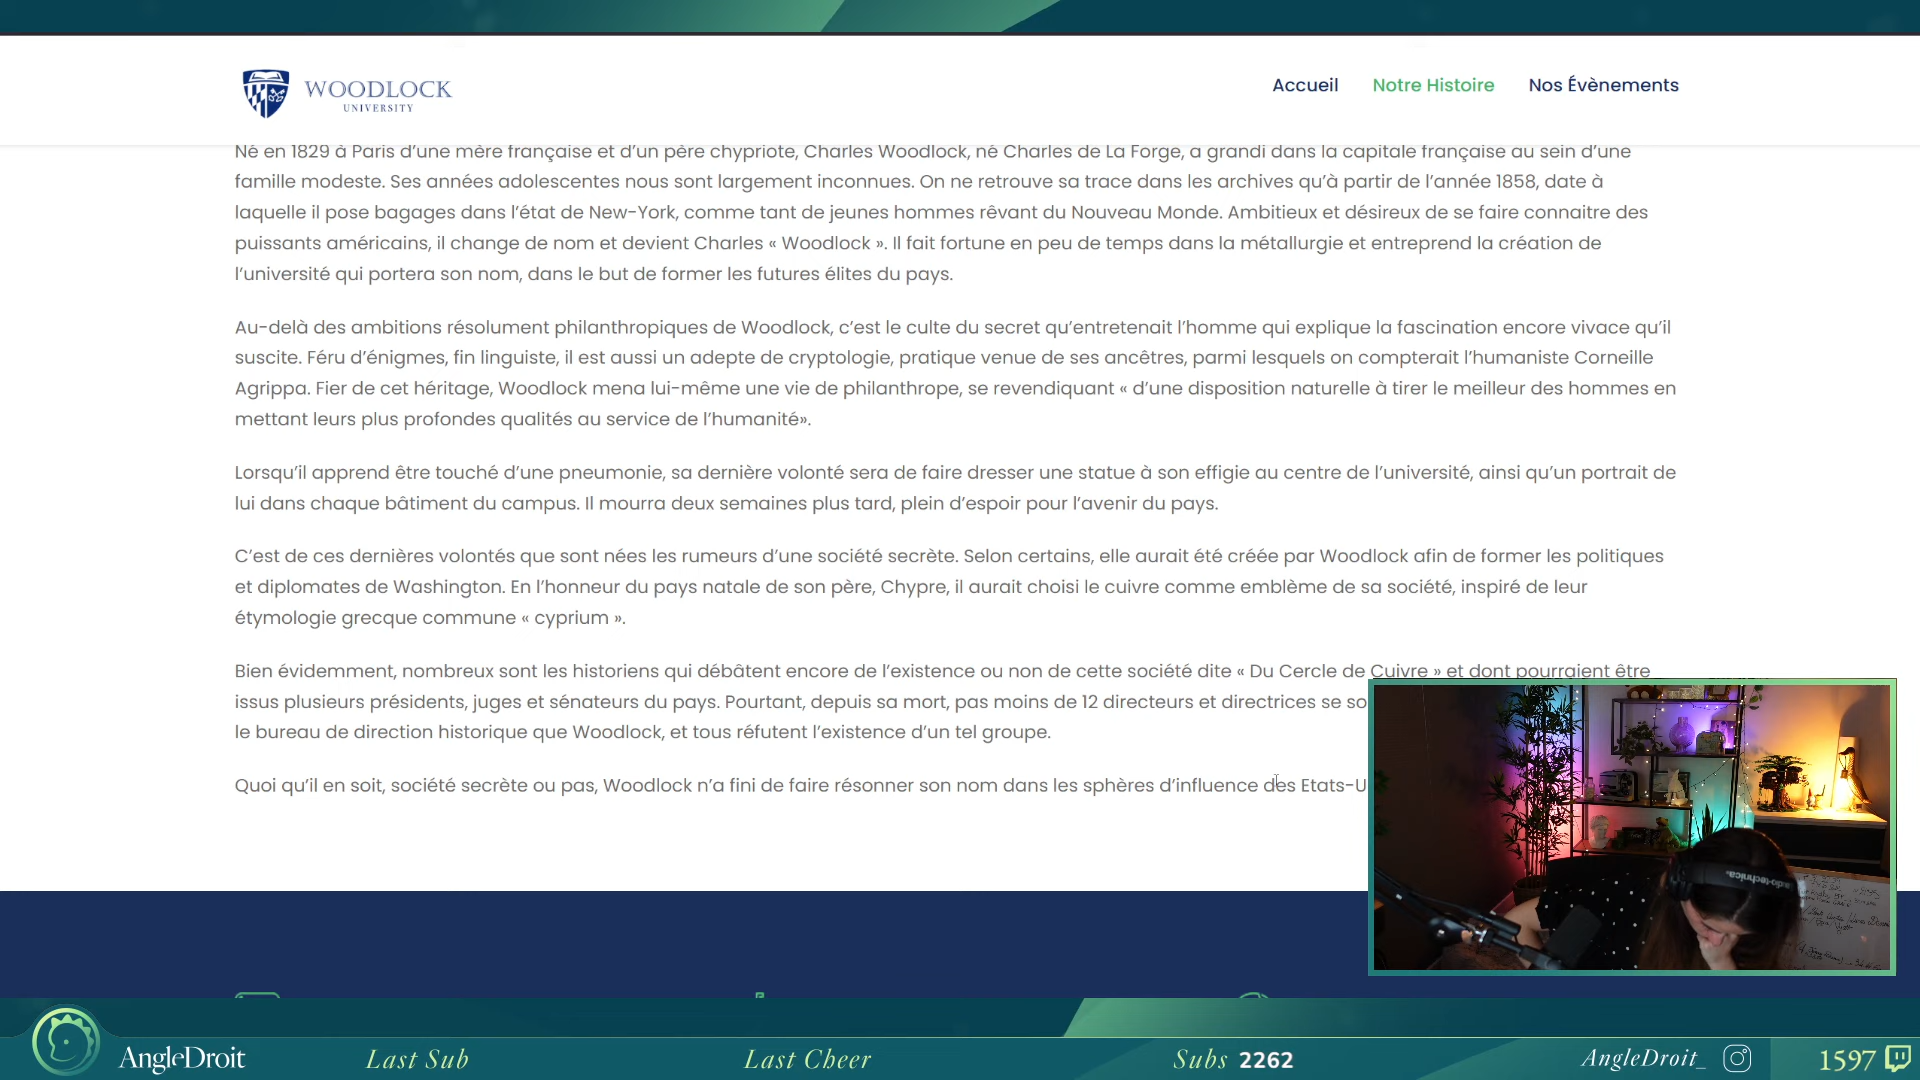 WOODLOCK
UNIVERSITY
Accueil
Notre Histoire
Nos Évènements
Né en 1829 à Paris d’une mère française et d’un père chypriote, Charles Woodlock, né Charles de La Forge, a grandi dans la capitale française au sein d’une
famille modeste. Ses années adolescentes nous sont largement inconnues. On ne retrouve sa trace dans les archives qu’à partir de l’année 1858, date à
laquelle il pose bagages dans l’état de New-York, comme tant de jeunes hommes rêvant du Nouveau Monde. Ambitieux et désireux de se faire connaitre des
puissants américains, il change de nom et devient Charles « Woodlock ». Il fait fortune en peu de temps dans la métallurgie et entreprend la création de
l’université qui portera son nom, dans le but de former les futures élites du pays.
Au-delà des ambitions résolument philanthropiques de Woodlock, c’est le culte du secret qu’entretenait l’homme qui explique la fascination encore vivace qu’il
suscite. Féru d’énigmes, fin linguiste, il est aussi un adepte de cryptologie, pratique venue de ses ancêtres, parmi lesquels on compterait l’humaniste Corneille
Agrippa. Fier de cet héritage, Woodlock mena lui-même une vie de philanthrope, se revendiquant « d’une disposition naturelle à tirer le meilleur des hommes en
mettant leurs plus profondes qualités au service de l’humanité».
Lorsqu’il apprend être touché d’une pneumonie, sa dernière volonté sera de faire dresser une statue à son effigie au centre de l’université, ainsi qu’un portrait de
lui dans chaque bâtiment du campus. Il mourra deux semaines plus tard, plein d’espoir pour l’avenir du pays.
C’est de ces dernières volontés que sont nées les rumeurs d’une société secrète. Selon certains, elle aurait été créée par Woodlock afin de former les politiques
et diplomates de Washington. En l’honneur du pays natale de son père, Chypre, il aurait choisi le cuivre comme emblème de sa société, inspiré de leur
étymologie grecque commune « cyprium ».
Bien évidemment, nombreux sont les historiens qui débâtent encore de l’existence ou non de cette société dite « Du Cercle de Cuivre » et dont pourraient être
issus plusieurs présidents, juges et sénateurs du pays. Pourtant, depuis sa mort, pas moins de 12 directeurs et directrices se so
le bureau de direction historique que Woodlock, et tous réfutent l’existence d’un tel groupe.
Quoi qu’il en soit, société secrète ou pas, Woodlock n’a fini de faire résonner son nom dans les sphères d’influence des Etats-U
audio-technica
AngleDroit
Last Sub
Last Cheer
Subs 2262
AngleDroit_
1597